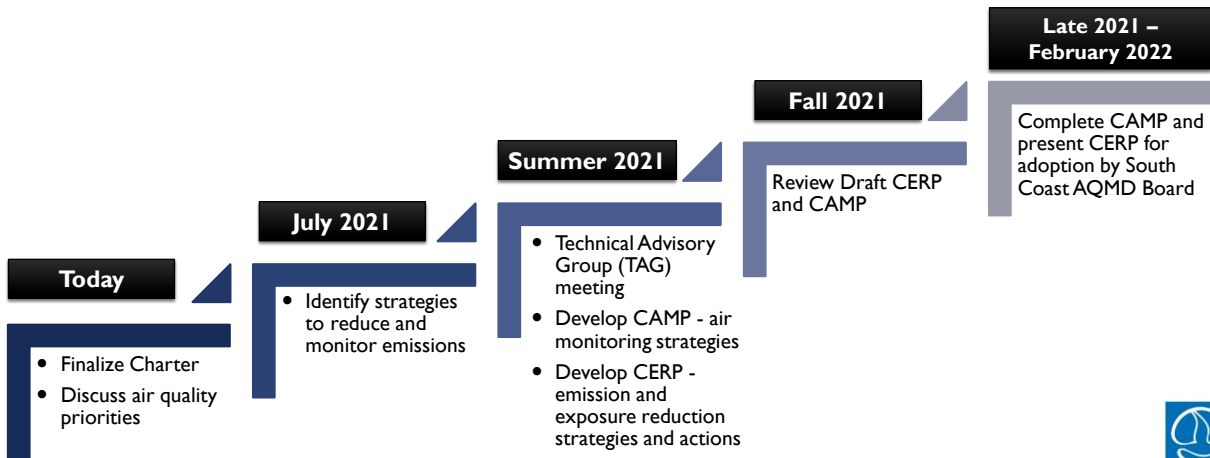 Today
• Finalize Charter
• Discuss air quality
priorities
July 2021
• Identify strategies
to reduce and
monitor emissions
Summer 2021
• Technical Advisory
Group (TAG)
meeting
• Develop CAMP - air
monitoring strategies
• Develop CERP -
emission and
exposure reduction
strategies and actions
Fall 2021
Review Draft CERP
and CAMP
Late 2021 –
February 2022
Complete CAMP and
present CERP for
adoption by South
Coast AQMD Board